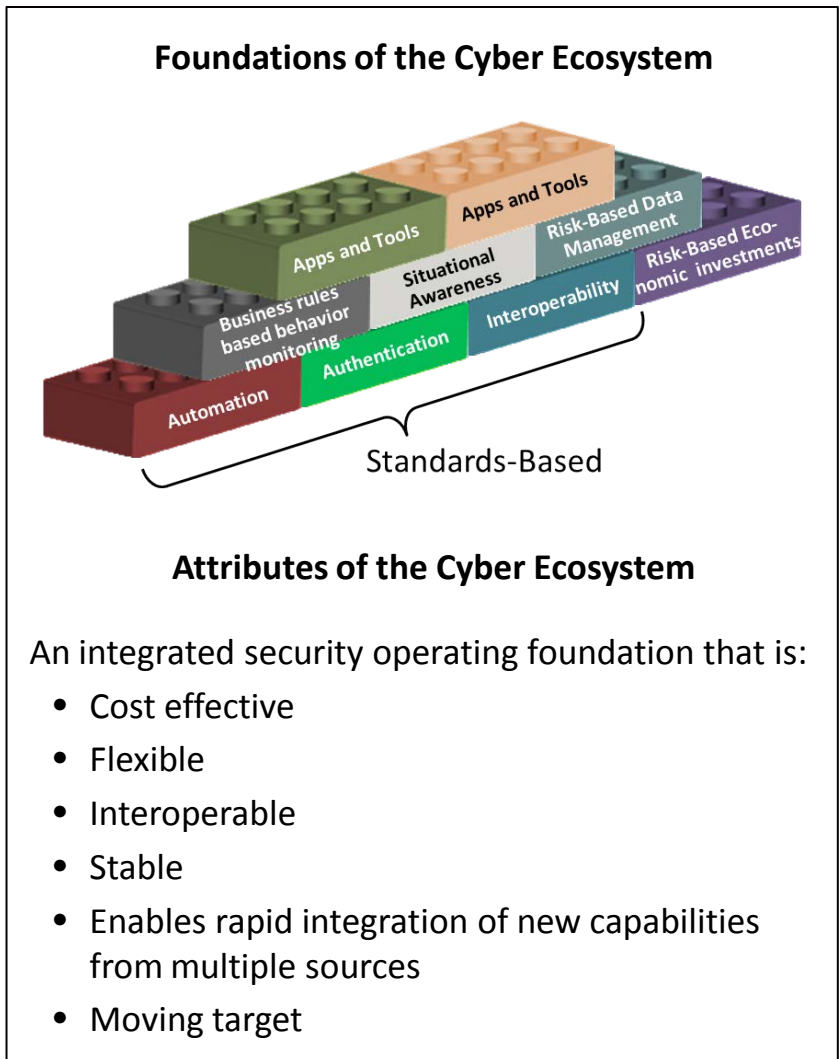 Foundations of the Cyber Ecosystem
Apps and Tools
Apps and Tools
Business rules
based behavior
monitoring
Situational
Awareness
Risk-Based Data
Management
Automation
Authentication
Interoperability
Risk-Based Eco-
nomic investments
Standards-Based
Attributes of the Cyber Ecosystem
An integrated security operating foundation that is:
• Cost effective
• Flexible
• Interoperable
• Stable
• Enables rapid integration of new capabilities
from multiple sources
• Moving target